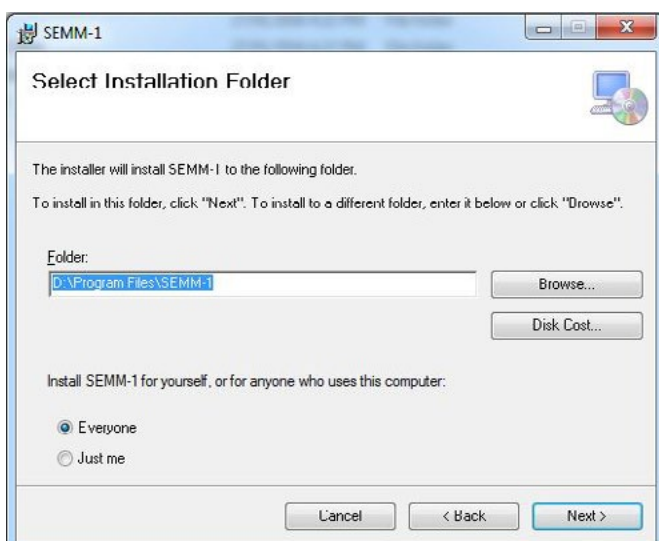 SEMM-1
Select Installation Folder
The installer will install SEMM-1 to the following folder.
To install in this folder, click "Next". To install to a different folder, enter it below or click "Browse".
Folder:
D:\Program Files\SEMM-1
Browse...
Disk Cost...
Install SEMM-1 for yourself, or for anyone who uses this computer:
Everyone
Just me
Cancel
< Back
Next >